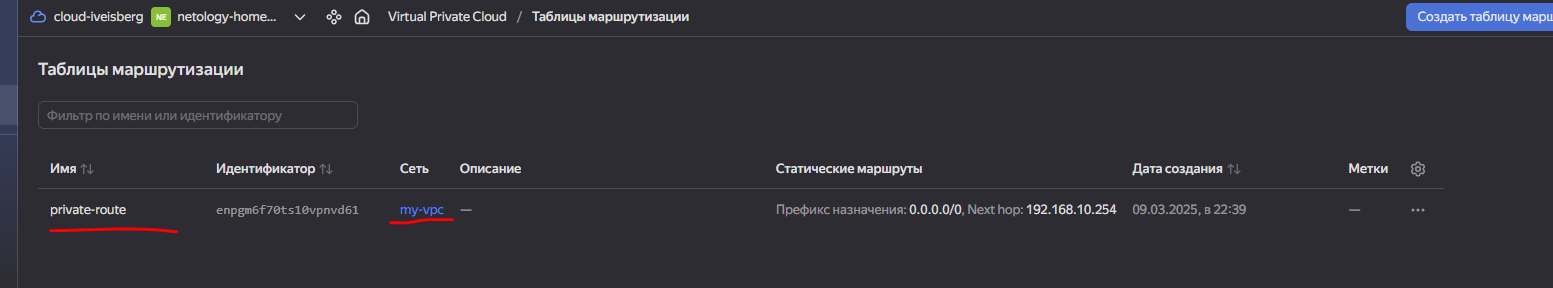 cloud-iveisberg NE netology-home... Virtual Private Cloud / Таблицы маршрутизации Создать таблицу марш
Таблицы маршрутизации
Фильтр по имени или идентификатору
Имя Идентификатор Сеть Описание Статические маршруты Дата создания Метки
private-route enpgm6f70ts10vpnvd61 my-vpc — Префикс назначения: 0.0.0.0/0, Next hop: 192.168.10.254 09.03.2025, в 22:39 —